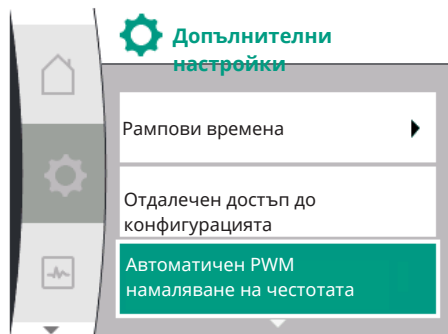 Допълнителни
настройки
Рампови времена
Отдалечен достъп до
конфигурацията
Автоматичен PWM
намаляване на честотата